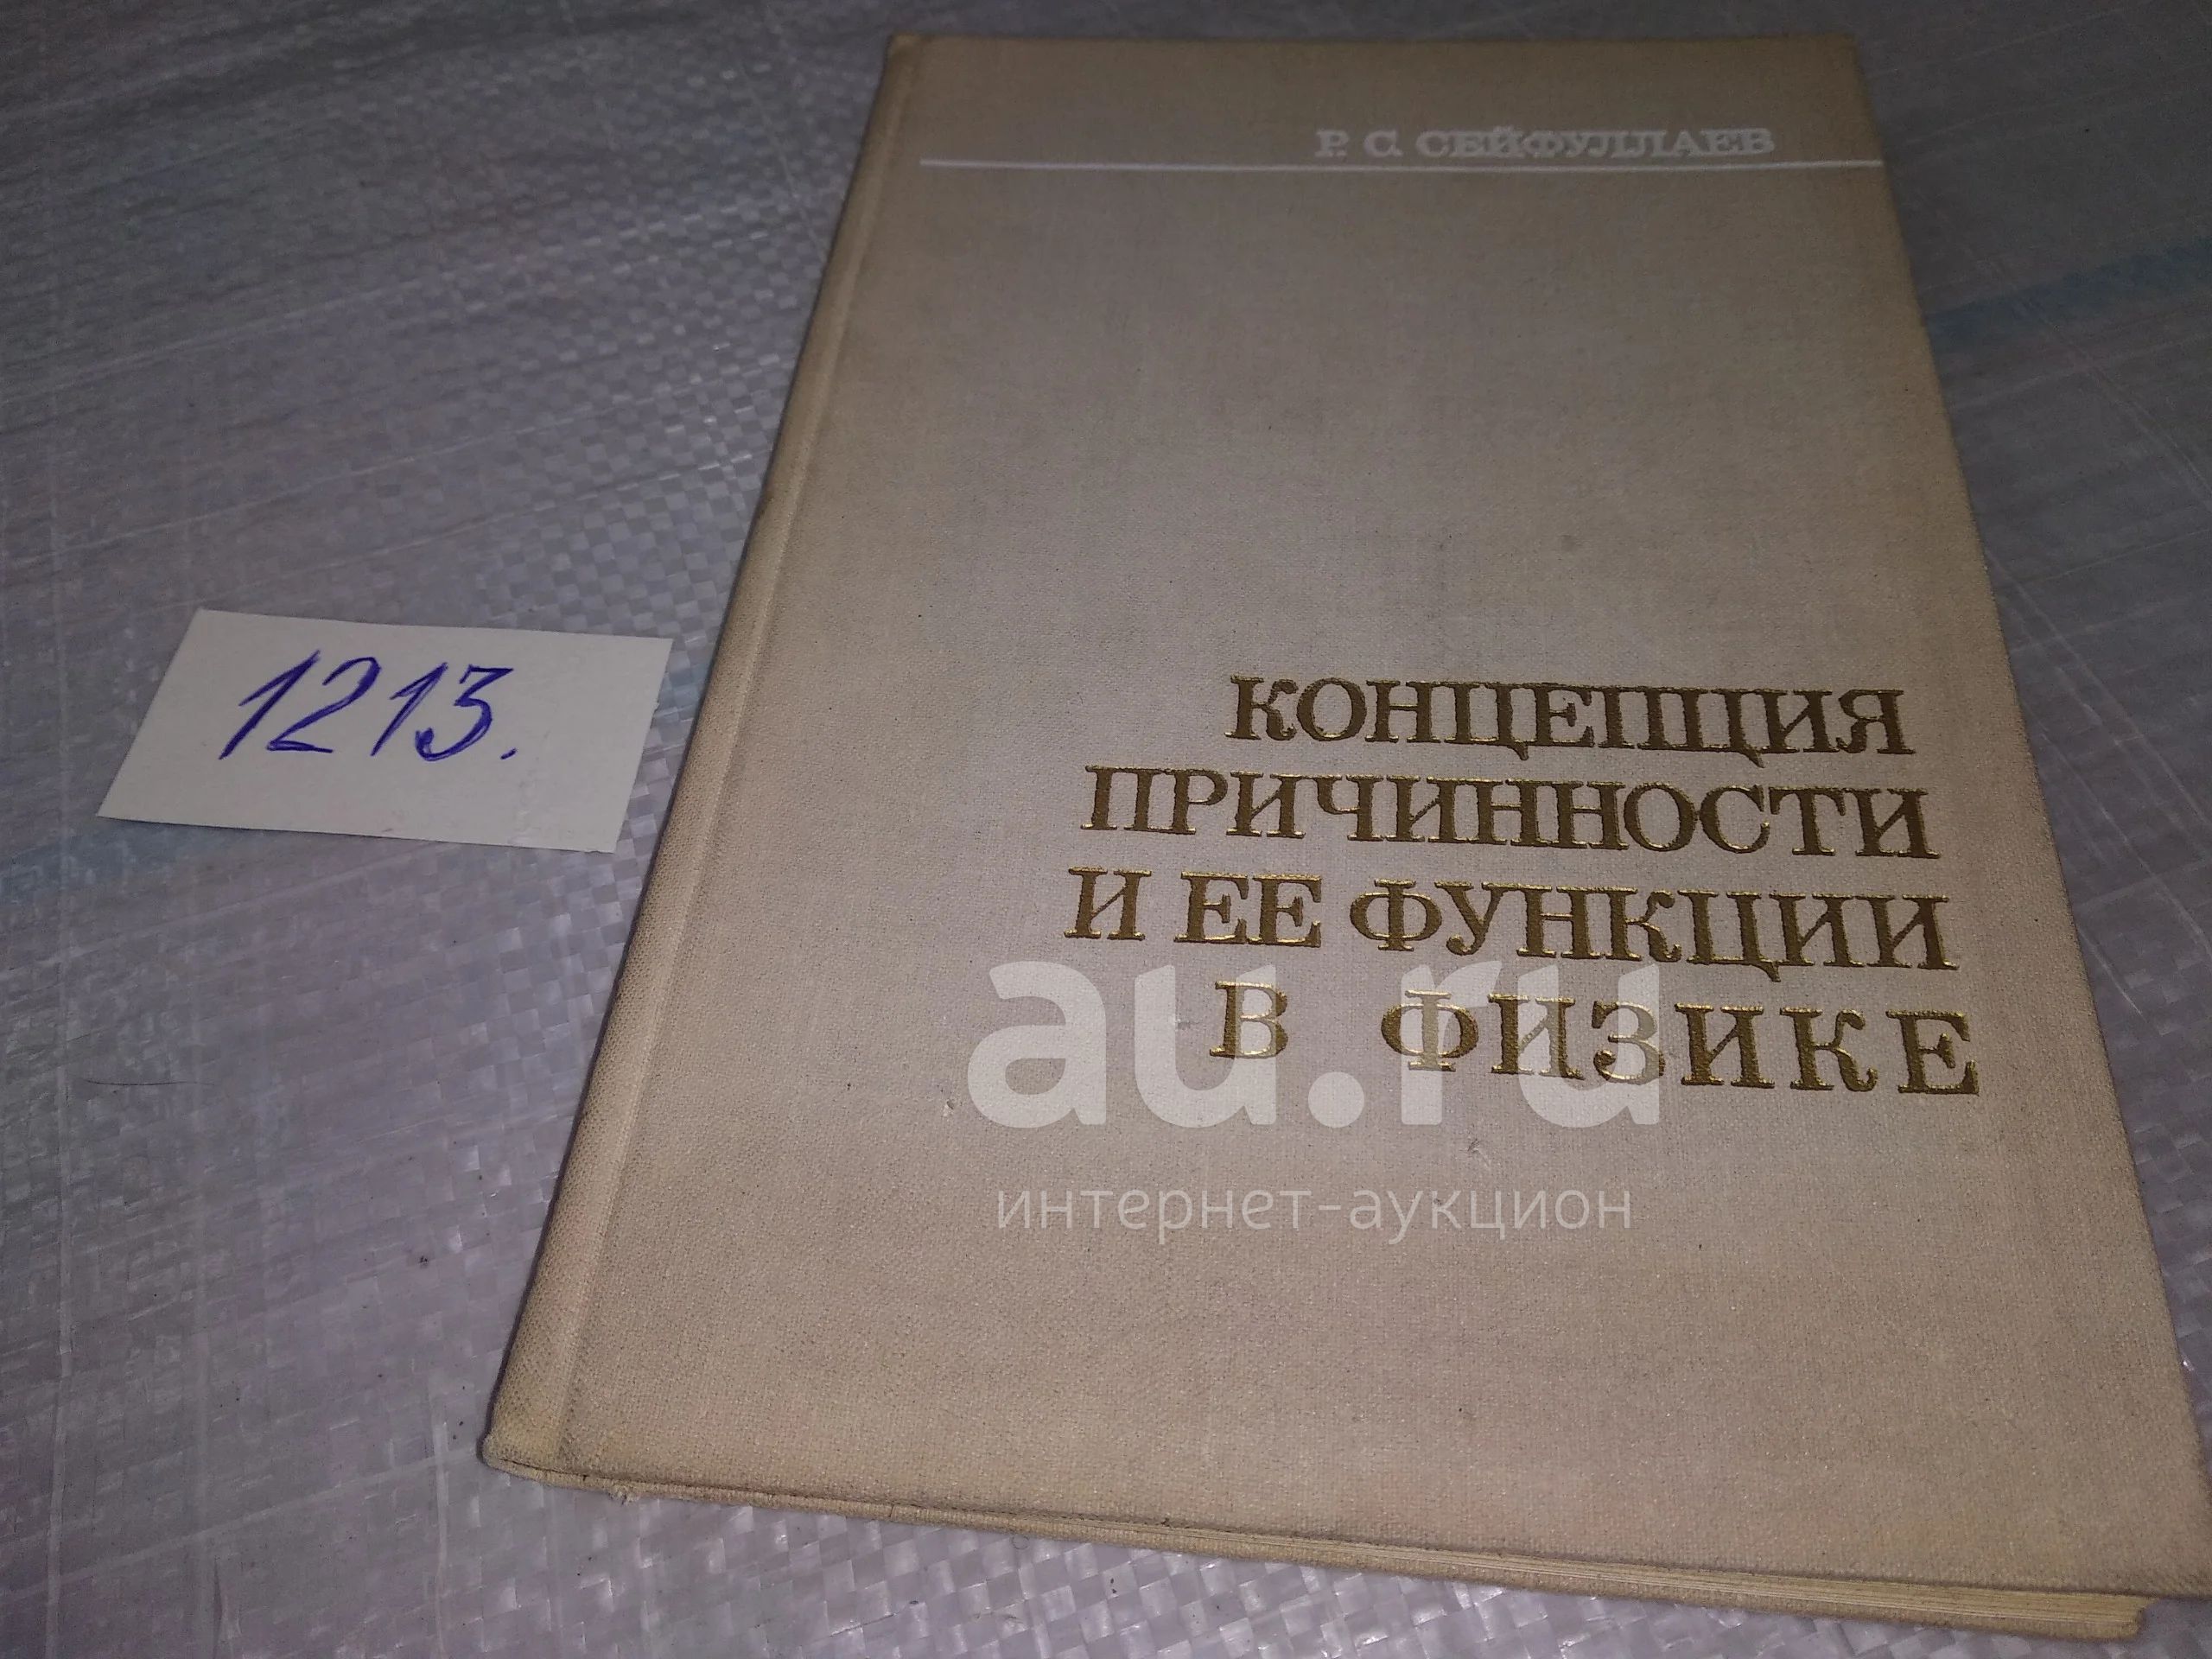 Р. С. СЕЙФУЛЛАЕВ
1213.
КОНЦЕПЦИЯ
ПРИЧИННОСТИ
И ЕЕ ФУНКЦИИ
В ФИЗИКЕ
au.ru
интернет-аукцион